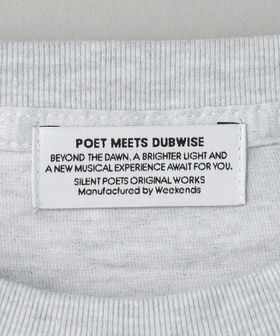 POET MEETS DUBWISE
BEYOND THE DAWN, A BRIGHTER LIGHT AND
A NEW MUSICAL EXPERIENCE AWAIT FOR YOU.
SILENT POETS ORIGINAL WORKS
Manufactured by Weekends